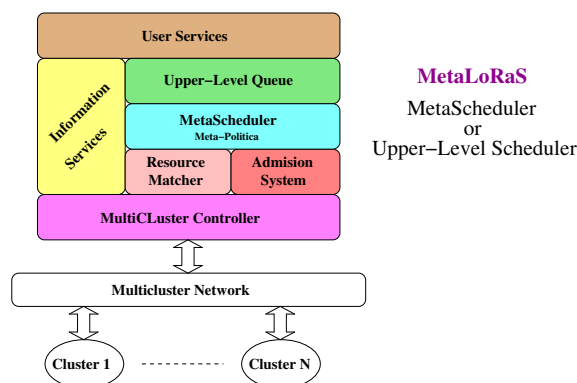 User Services
Information
Services
Upper-Level Queue
MetaScheduler
Meta-Politica
Resource
Matcher
Admision
System
MultiCLuster Controller
Multicluster Network
Cluster 1
Cluster N
MetaLoRaS
MetaScheduler
or
Upper-Level Scheduler